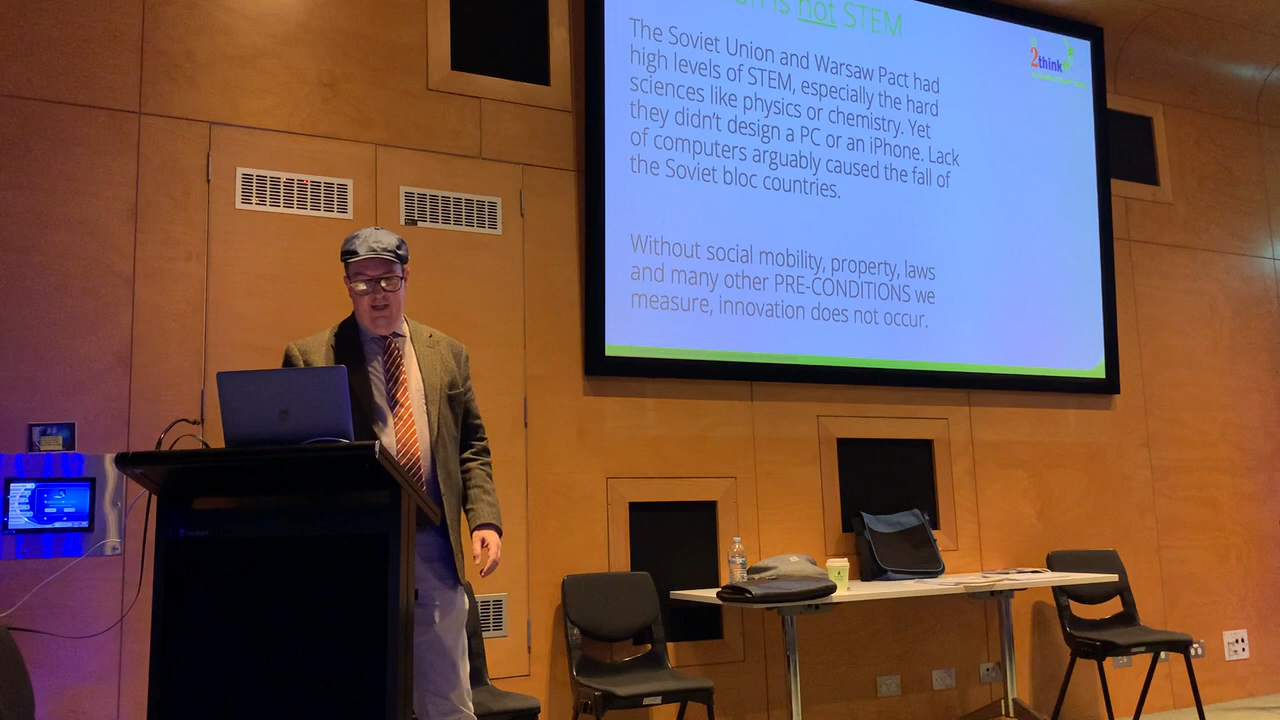 is not STEM
The Soviet Union and Warsaw Pact had
high levels of STEM, especially the hard
sciences like physics or chemistry. Yet
they didn't design a PC or an iPhone. Lack
of computers arguably caused the fall of
the Soviet bloc countries.
Without social mobility, property, laws
and many other PRE-CONDITIONS we
measure, innovation does not occur.
2think